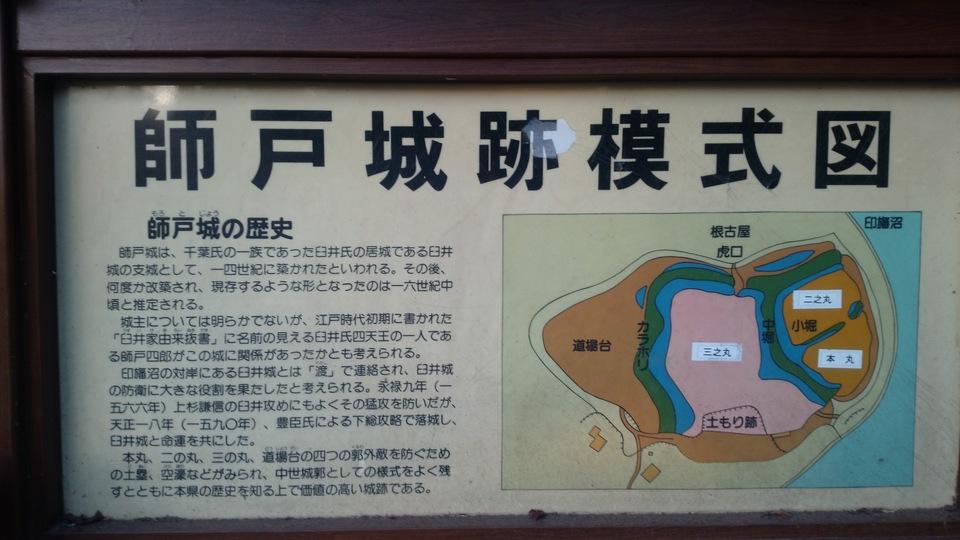 師戸城跡模式図
もろ と じょう
師戸城の歴史
師戸城は、千葉氏の一族であった臼井氏の居城である臼井
城の支城として、一四世紀に築かれたといわれる。その後、
何度か改築され、現存するような形となったのは一六世紀中
頃と推定される。
城主については明らかでないが、江戸時代初期に書かれた
「臼井家由来抜書」に名前の見える臼井氏四天王の一人であ
る師戸四郎がこの城に関係があったかとも考えられる。
印旛沼の対岸にある臼井城とは「渡」で連絡され、臼井城
の防衛に大きな役割を果たしたと考えられる。永禄九年（一
五六六年）上杉謙信の臼井攻めにもよくその猛攻を防いだが、
天正一八年（一五九〇年）、豊臣氏による下総攻略で落城し、
臼井城と命運を共にした。
本丸、二の丸、三の丸、道場台の四つの郭外敵を防ぐため
の土塁、空濠などがみられ、中世城郭としての様式をよく残
すとともに本県の歴史を知る上で価値の高い城跡である。
印旛沼
根古屋
虎口
二之丸
カラホリ
中堀
小堀
道場台
三之丸
本丸
土もり跡